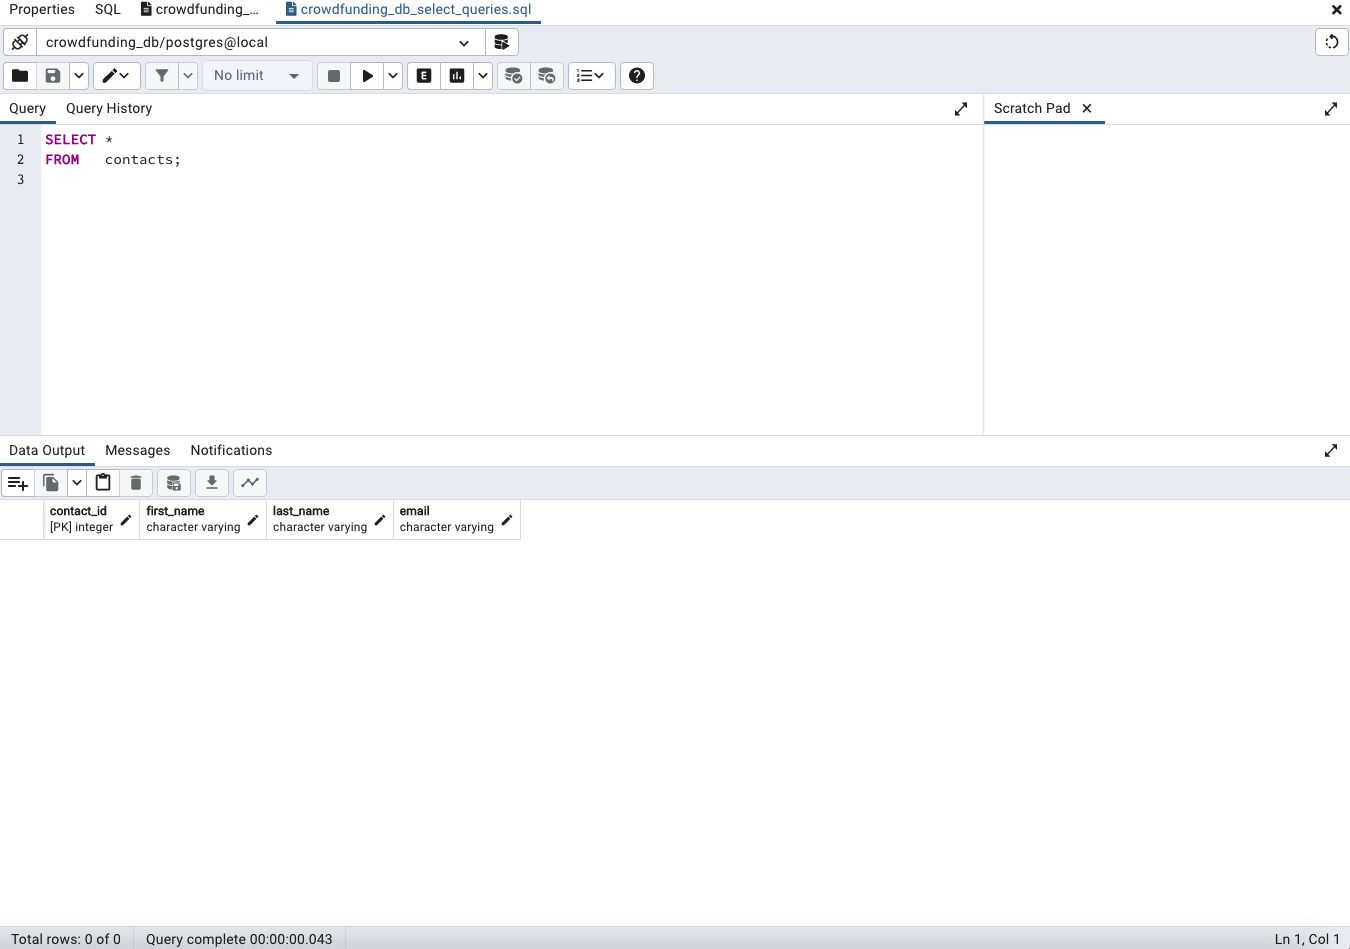 Properties SQL crowdfunding_... crowdfunding_db_select_queries.sql
crowdfunding_db/postgres@local
No limit E
Query Query History Scratch Pad
1 SELECT *
2 FROM   contacts;
3
Data Output Messages Notifications
contact_id first_name last_name email
[PK] integer character varying character varying character varying
Total rows: 0 of 0 Query complete 00:00:00.043 Ln 1, Col 1